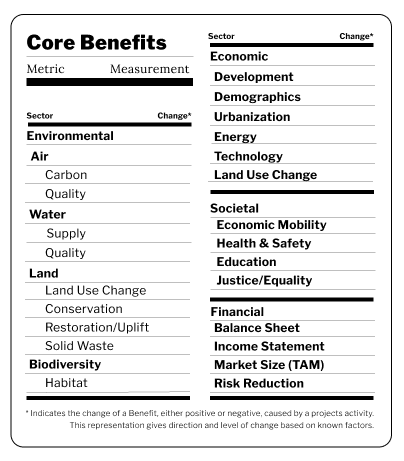 Core Benefits
Metric Measurement
Sector Change*
Environmental
Air
Carbon
Quality
Water
Supply
Quality
Land
Land Use Change
Conservation
Restoration/Uplift
Solid Waste
Biodiversity
Habitat
Sector Change*
Economic
Development
Demographics
Urbanization
Energy
Technology
Land Use Change
Societal
Economic Mobility
Health & Safety
Education
Justice/Equality
Financial
Balance Sheet
Income Statement
Market Size (TAM)
Risk Reduction
* Indicates the change of a Benefit, either positive or negative, caused by a projects activity.
This representation gives direction and level of change based on known factors.